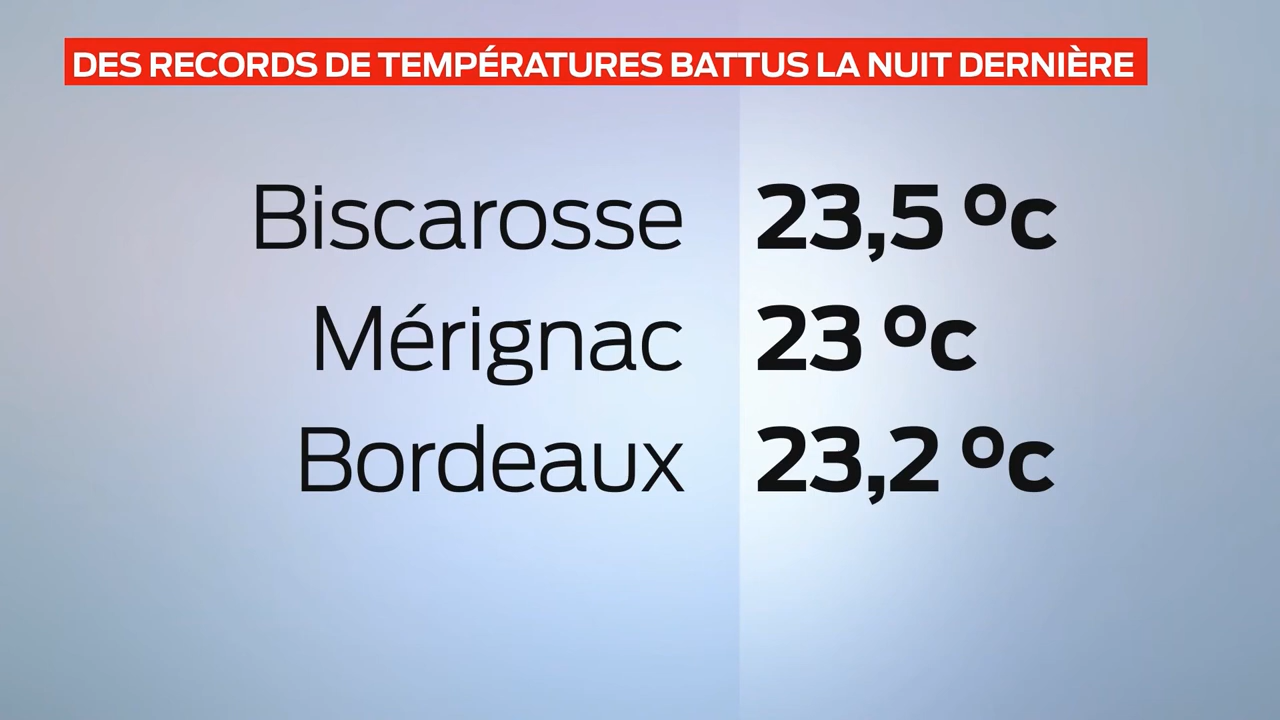 DES RECORDS DE TEMPÉRATURES BATTUS LA NUIT DERNIÈRE
Biscarosse 23,5 °c
Mérignac 23 °c
Bordeaux 23,2 °c